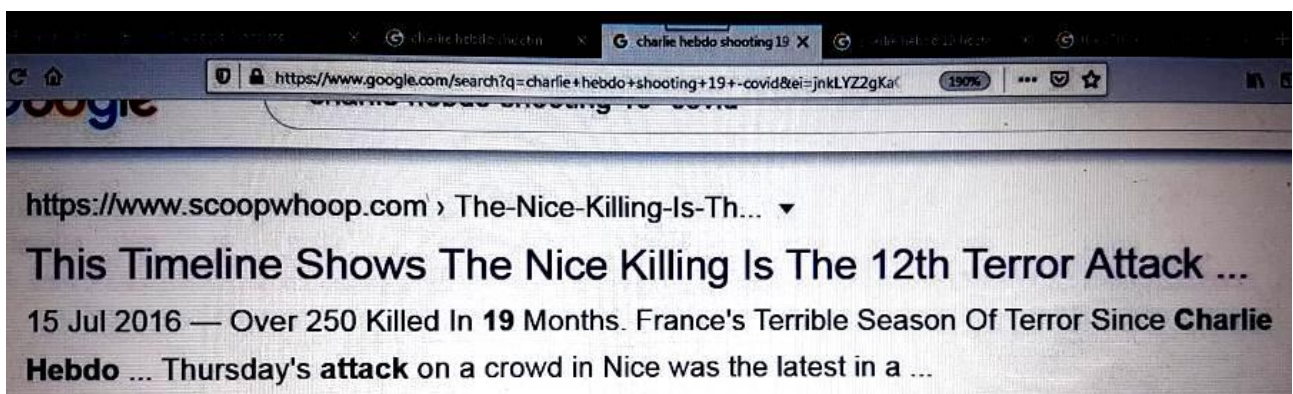 charlie hebdo shooting 19
https://www.google.com/search?q=charlie+hebdo+shooting+19+-covid&ei=jnkLYZ2gKa
190%
https://www.scoopwhoop.com › The-Nice-Killing-Is-Th...
This Timeline Shows The Nice Killing Is The 12th Terror Attack ...
15 Jul 2016 — Over 250 Killed In 19 Months. France's Terrible Season Of Terror Since Charlie
Hebdo ... Thursday's attack on a crowd in Nice was the latest in a ...